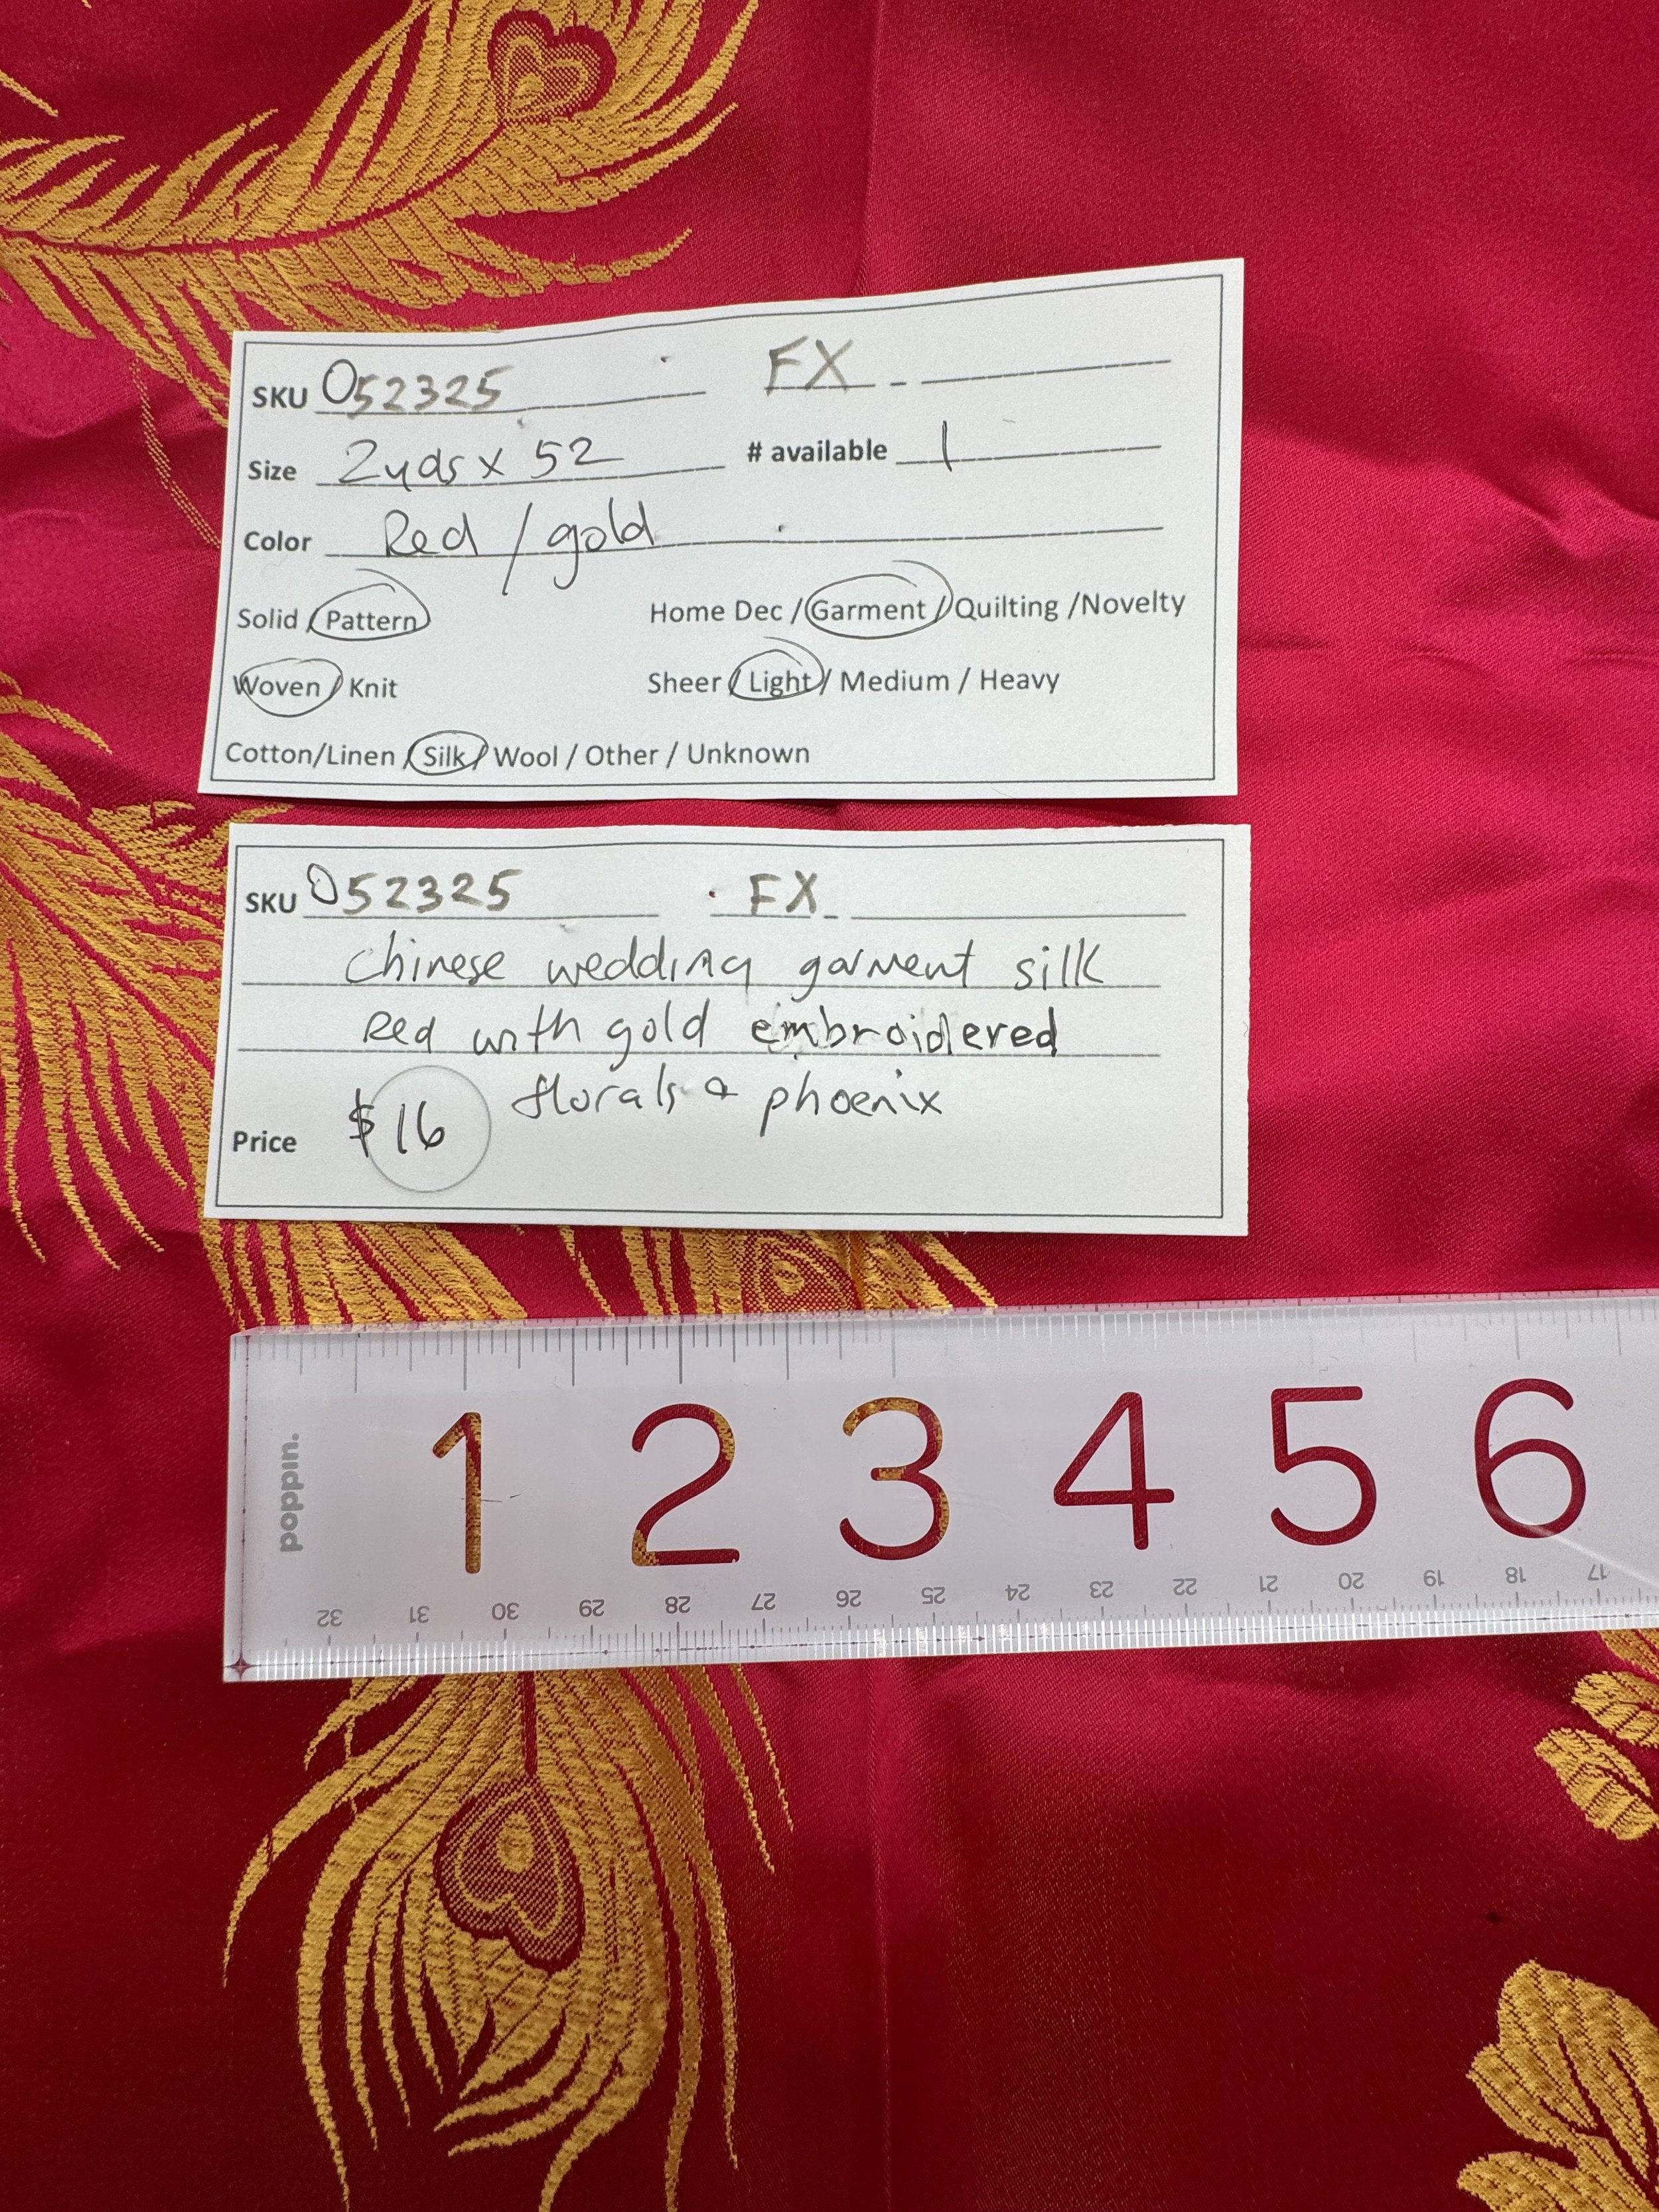 SKU 052325 FX
Size 2yds x 52 # available 1
Color Red / gold
Solid / Pattern Home Dec / Garment / Quilting /Novelty
Woven / Knit Sheer / Light / Medium / Heavy
Cotton/Linen / Silk / Wool / Other / Unknown
SKU 052325 FX
Chinese wedding garment silk
Red with gold embroidered
florals & phoenix
Price $16
poppin.
1 2 3 4 5 6
32 31 30 29 28 27 26 25 24 23 22 21 20 19 18 17